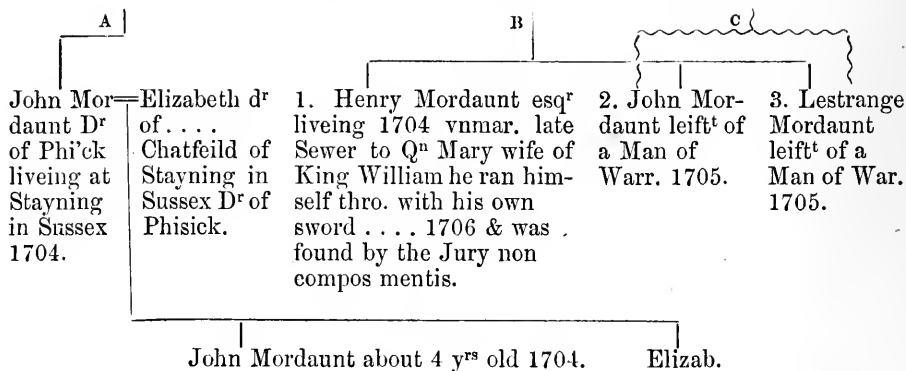 A
B
C
John Mor-
daunt Dʳ
of Phi'ck
liveing at
Stayning
in Sussex
1704.
Elizabeth dʳ
of . . . .
Chatfeild of
Stayning in
Sussex Dʳ of
Phisick.
1. Henry Mordaunt esqʳ
liveing 1704 vnmar. late
Sewer to Qⁿ Mary wife of
King William he ran him-
self thro. with his own
sword . . . . 1706 & was
found by the Jury non
compos mentis.
2. John Mor-
daunt leiftᵗ of
a Man of
Warr. 1705.
3. Lestrange
Mordaunt
leiftᵗ of a
Man of War.
1705.
John Mordaunt about 4 yʳˢ old 1704.
Elizab.